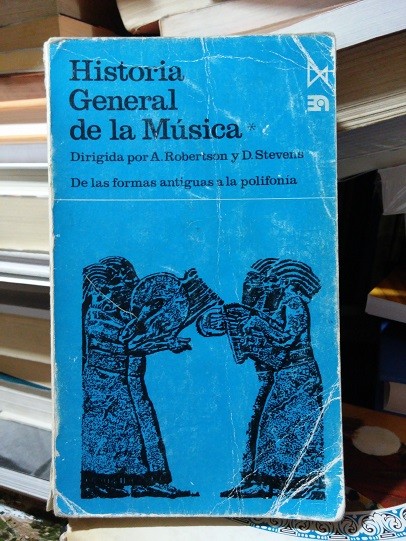 Historia
General
de la Música *
Dirigida por A. Robertson y D. Stevens
De las formas antiguas a la polifonía